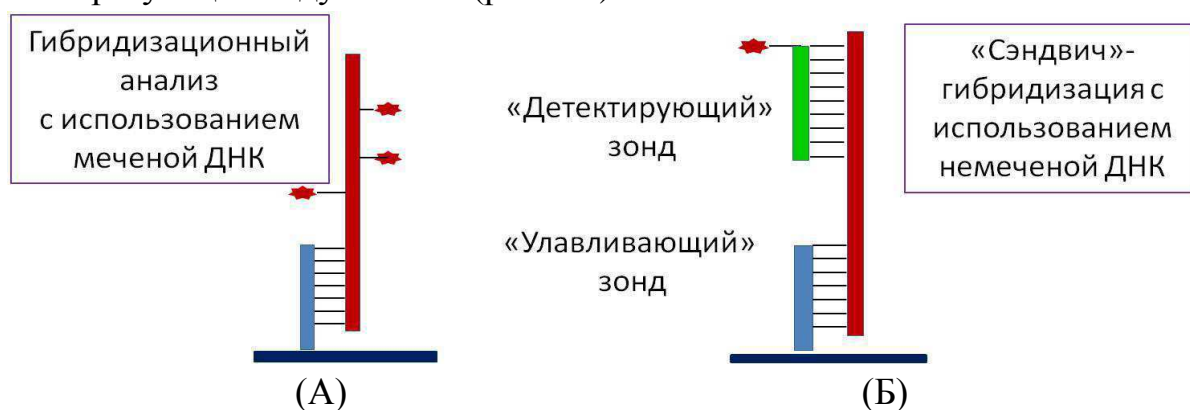 Гибридизационный
анализ
с использованием
меченой ДНК
«Детектирующий»
зонд
«Улавливающий»
зонд
«Сэндвич»-
гибридизация с
использованием
немеченой ДНК
(А)
(Б)